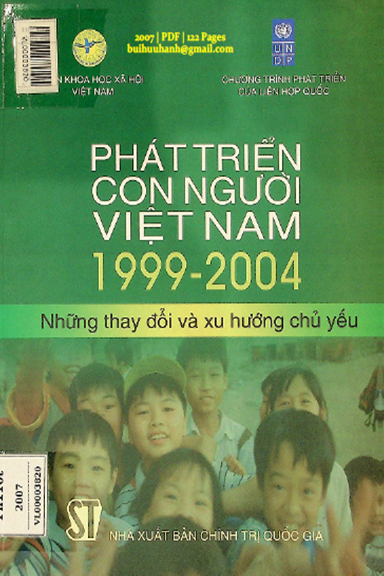 2007 | PDF | 122 Pages
buihuuhanh@gmail.com
VL00003820
N KHOA HỌC XÃ HỘI
VIỆT NAM
U N
D P
CHƯƠNG TRÌNH PHÁT TRIỂN
CỦA LIÊN HỢP QUỐC
PHÁT TRIỂN
CON NGƯỜI
VIỆT NAM
1999-2004
Những thay đổi và xu hướng chủ yếu
2007
VL00003820
ST
NHÀ XUẤT BẢN CHÍNH TRỊ QUỐC GIA